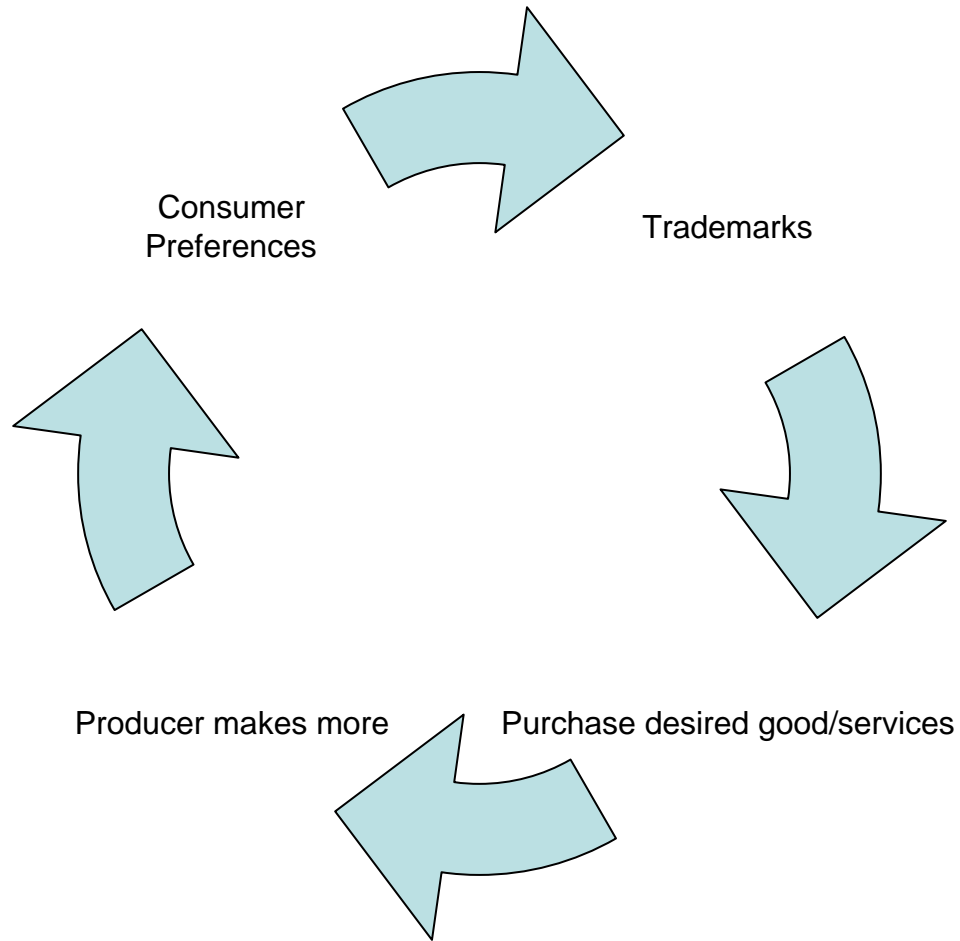 Consumer
Preferences
Trademarks
Producer makes more
Purchase desired good/services